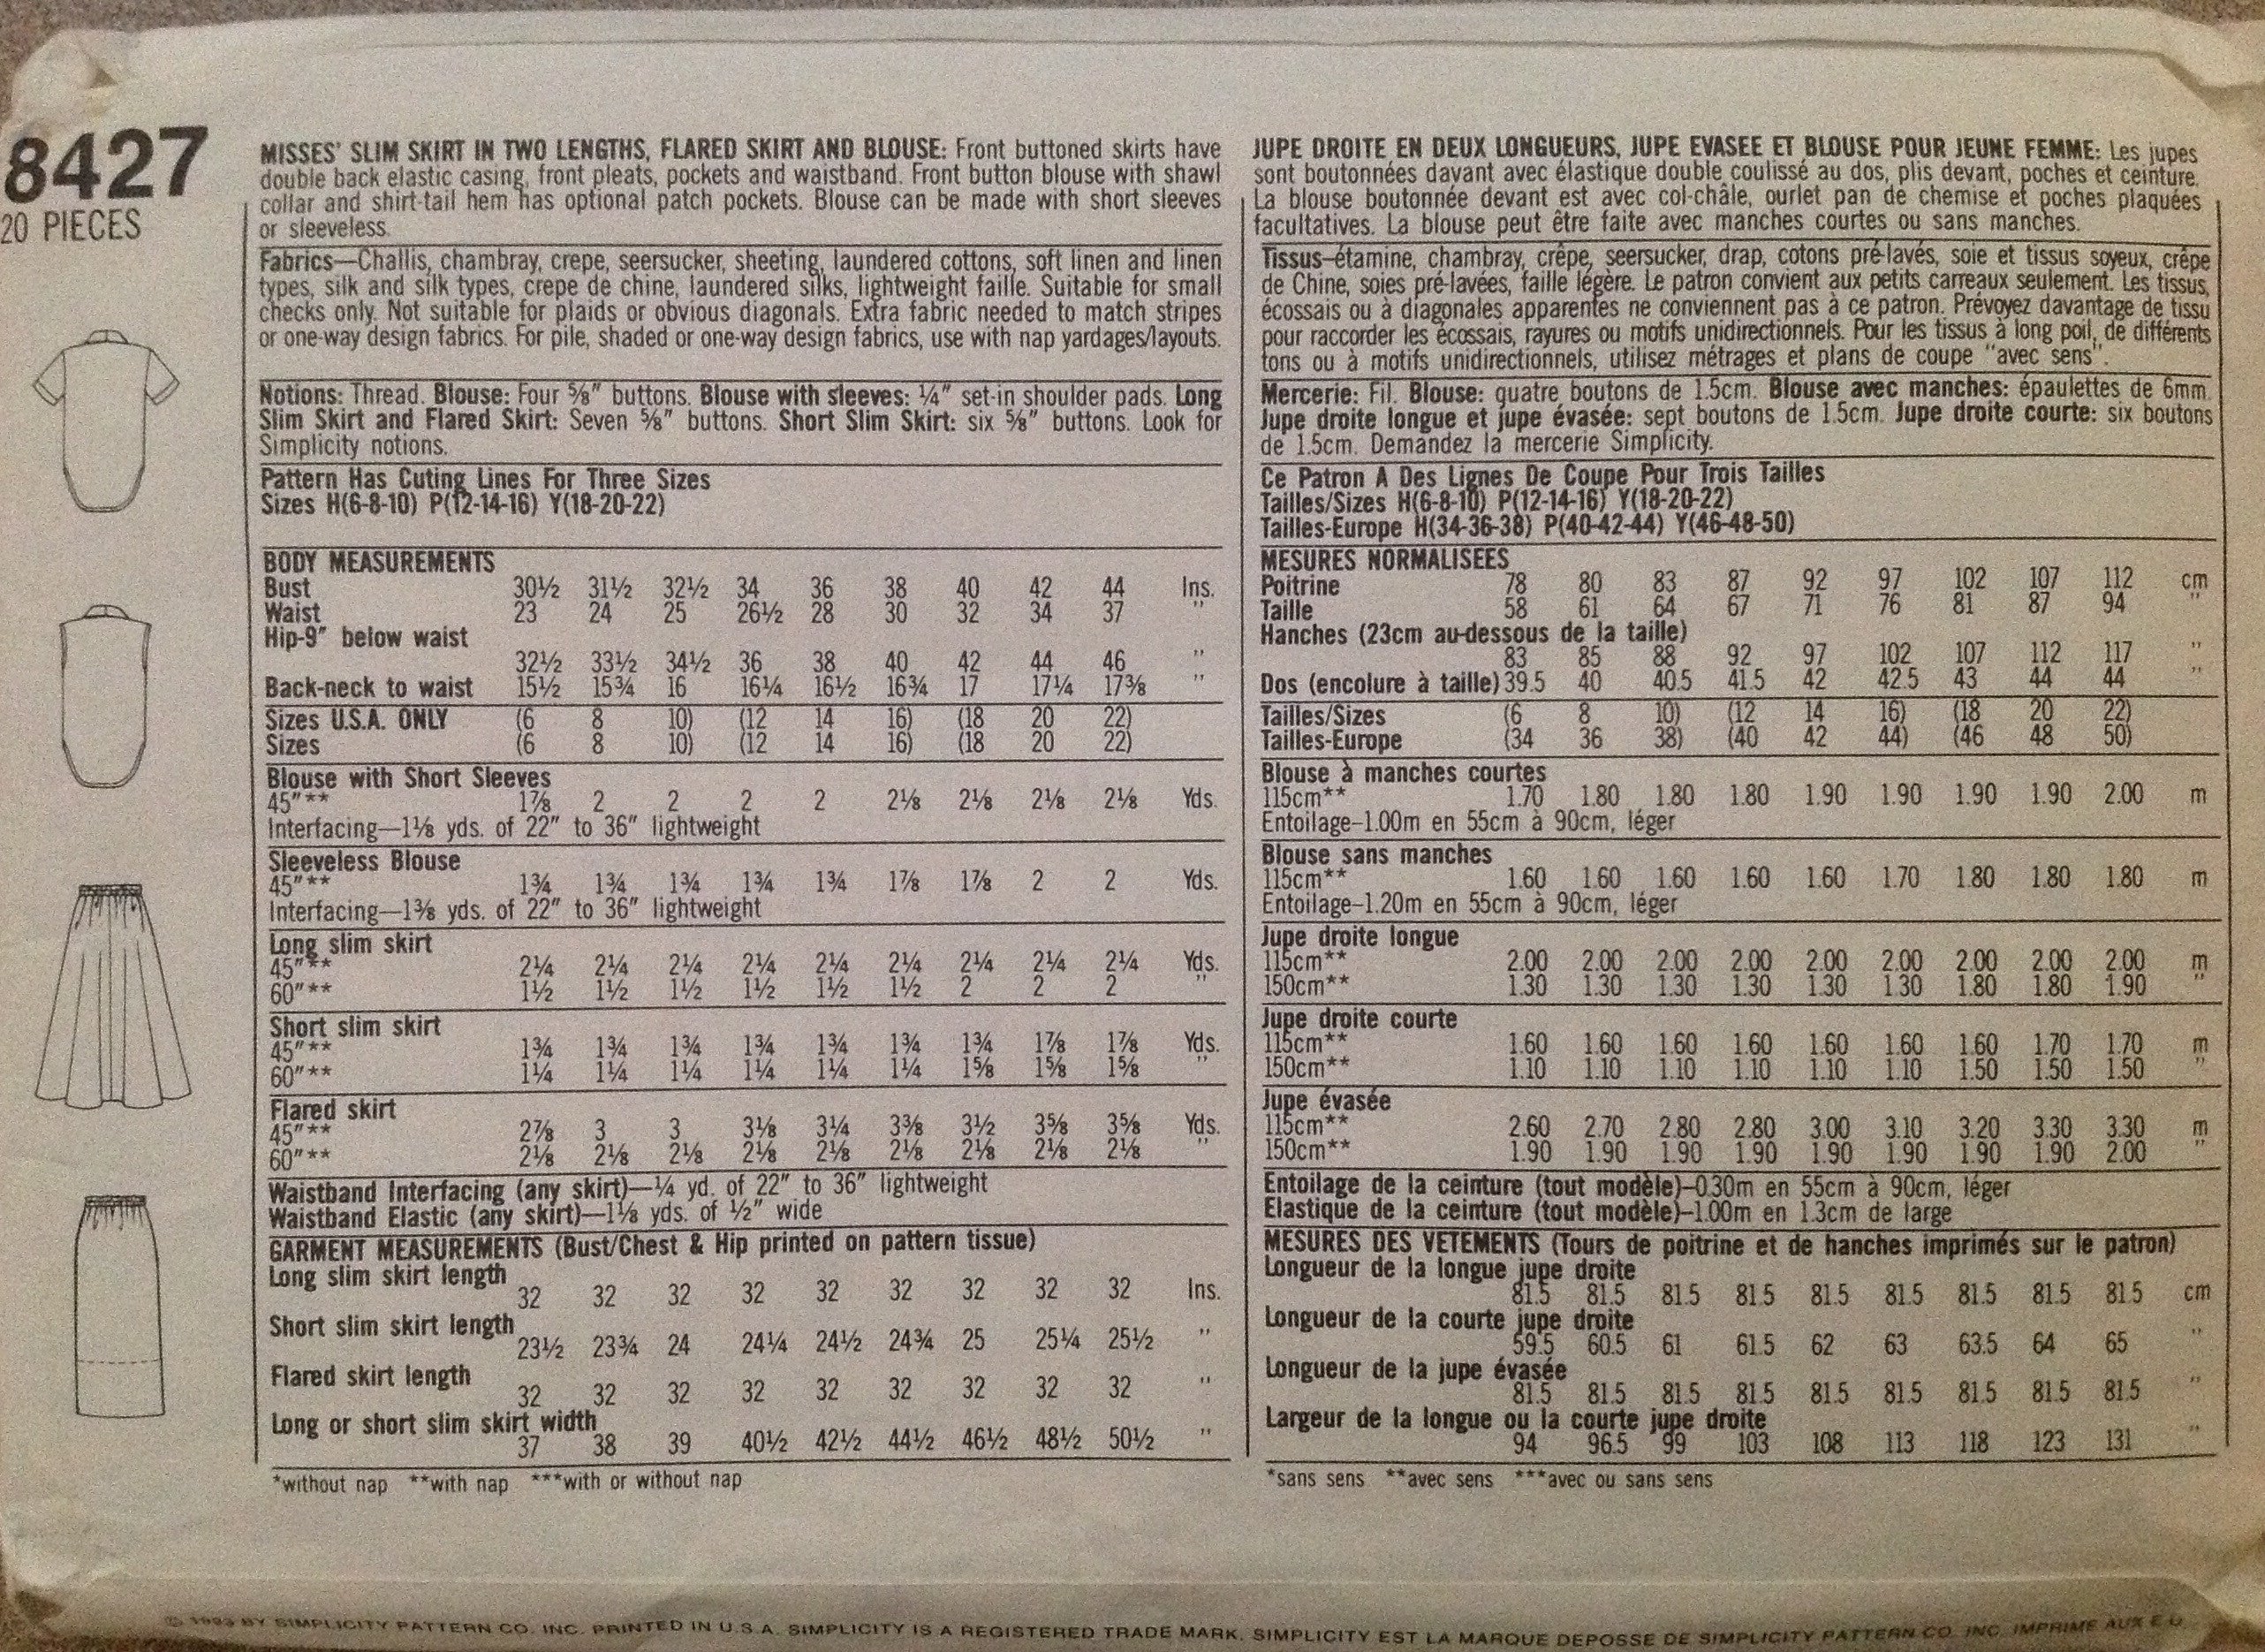 8427
20 PIECES
MISSES' SLIM SKIRT IN TWO LENGTHS, FLARED SKIRT AND BLOUSE: Front buttoned skirts have
double back elastic casing, front pleats, pockets and waistband. Front button blouse with shawl
collar and shirt-tail hem has optional patch pockets. Blouse can be made with short sleeves
or sleeveless.
Fabrics—Challis, chambray, crepe, seersucker, sheeting, laundered cottons, soft linen and linen
types, silk and silk types, crepe de chine, laundered silks, lightweight faille. Suitable for small
checks only. Not suitable for plaids or obvious diagonals. Extra fabric needed to match stripes
or one-way design fabrics. For pile, shaded or one-way design fabrics, use with nap yardages/layouts.
Notions: Thread. Blouse: Four 5/8" buttons. Blouse with sleeves: 1/4" set-in shoulder pads. Long
Slim Skirt and Flared Skirt: Seven 5/8" buttons. Short Slim Skirt: six 5/8" buttons. Look for
Simplicity notions.
Pattern Has Cuting Lines For Three Sizes
Sizes H(6-8-10) P(12-14-16) Y(18-20-22)
BODY MEASUREMENTS
Bust 30½ 31½ 32½ 34 36 38 40 42 44 Ins.
Waist 23 24 25 26½ 28 30 32 34 37 "
Hip-9" below waist
32½ 33½ 34½ 36 38 40 42 44 46 "
Back-neck to waist 15½ 15¾ 16 16¼ 16½ 16¾ 17 17¼ 17⅜ "
Sizes U.S.A. ONLY (6 8 10) (12 14 16) (18 20 22)
Sizes (6 8 10) (12 14 16) (18 20 22)
Blouse with Short Sleeves
45"** 1⅞ 2 2 2 2 2⅛ 2⅛ 2⅛ 2⅛ Yds.
Interfacing—1⅛ yds. of 22" to 36" lightweight
Sleeveless Blouse
45"** 1¾ 1¾ 1¾ 1¾ 1¾ 1⅞ 1⅞ 2 2 Yds.
Interfacing—1⅜ yds. of 22" to 36" lightweight
Long slim skirt
45"** 2¼ 2¼ 2¼ 2¼ 2¼ 2¼ 2¼ 2¼ 2¼ Yds.
60"** 1½ 1½ 1½ 1½ 1½ 1½ 2 2 2 "
Short slim skirt
45"** 1¾ 1¾ 1¾ 1¾ 1¾ 1¾ 1¾ 1⅞ 1⅞ Yds.
60"** 1¼ 1¼ 1¼ 1¼ 1¼ 1¼ 1⅝ 1⅝ 1⅝ "
Flared skirt
45"** 2⅞ 3 3 3⅛ 3¼ 3⅜ 3½ 3⅝ 3⅝ Yds.
60"** 2⅛ 2⅛ 2⅛ 2⅛ 2⅛ 2⅛ 2⅛ 2⅛ 2⅛ "
Waistband Interfacing (any skirt)—¼ yd. of 22" to 36" lightweight
Waistband Elastic (any skirt)—1⅛ yds. of ½" wide
GARMENT MEASUREMENTS (Bust/Chest & Hip printed on pattern tissue)
Long slim skirt length
32 32 32 32 32 32 32 32 32 Ins.
Short slim skirt length
23½ 23¾ 24 24¼ 24½ 24¾ 25 25¼ 25½ "
Flared skirt length
32 32 32 32 32 32 32 32 32 "
Long or short slim skirt width
37 38 39 40½ 42½ 44½ 46½ 48½ 50½ "
*without nap **with nap ***with or without nap
JUPE DROITE EN DEUX LONGUEURS, JUPE EVASEE ET BLOUSE POUR JEUNE FEMME: Les jupes
sont boutonnées davant avec élastique double coulissé au dos, plis devant, poches et ceinture.
La blouse boutonnée devant est avec col-châle, ourlet pan de chemise et poches plaquées
facultatives. La blouse peut être faite avec manches courtes ou sans manches.
Tissus—étamine, chambray, crêpe, seersucker, drap, cotons pré-lavés, soie et tissus soyeux, crêpe
de Chine, soies pré-lavées, faille légère. Le patron convient aux petits carreaux seulement. Les tissus,
écossais ou à diagonales apparentes ne conviennent pas à ce patron. Prévoyez davantage de tissu
pour raccorder les écossais, rayures ou motifs unidirectionnels. Pour les tissus à long poil, de différents
tons ou à motifs unidirectionnels, utilisez métrages et plans de coupe "avec sens".
Mercerie: Fil. Blouse: quatre boutons de 1.5cm. Blouse avec manches: épaulettes de 6mm.
Jupe droite longue et jupe évasée: sept boutons de 1.5cm. Jupe droite courte: six boutons
de 1.5cm. Demandez la mercerie Simplicity.
Ce Patron A Des Lignes De Coupe Pour Trois Tailles
Tailles/Sizes H(6-8-10) P(12-14-16) Y(18-20-22)
Tailles-Europe H(34-36-38) P(40-42-44) Y(46-48-50)
MESURES NORMALISEES
Poitrine 78 80 83 87 92 97 102 107 112 cm
Taille 58 61 64 67 71 76 81 87 94 "
Hanches (23cm au-dessous de la taille)
83 85 88 92 97 102 107 112 117 "
Dos (encolure à taille) 39.5 40 40.5 41.5 42 42.5 43 44 44 "
Tailles/Sizes (6 8 10) (12 14 16) (18 20 22)
Tailles-Europe (34 36 38) (40 42 44) (46 48 50)
Blouse à manches courtes
115cm** 1.70 1.80 1.80 1.80 1.90 1.90 1.90 1.90 2.00 m
Entoilage-1.00m en 55cm à 90cm, léger
Blouse sans manches
115cm** 1.60 1.60 1.60 1.60 1.60 1.70 1.80 1.80 1.80 m
Entoilage-1.20m en 55cm à 90cm, léger
Jupe droite longue
115cm** 2.00 2.00 2.00 2.00 2.00 2.00 2.00 2.00 2.00 m
150cm** 1.30 1.30 1.30 1.30 1.30 1.30 1.80 1.80 1.90 "
Jupe droite courte
115cm** 1.60 1.60 1.60 1.60 1.60 1.60 1.60 1.70 1.70 m
150cm** 1.10 1.10 1.10 1.10 1.10 1.10 1.50 1.50 1.50 "
Jupe évasée
115cm** 2.60 2.70 2.80 2.80 3.00 3.10 3.20 3.30 3.30 m
150cm** 1.90 1.90 1.90 1.90 1.90 1.90 1.90 1.90 2.00 "
Entoilage de la ceinture (tout modèle)-0.30m en 55cm à 90cm, léger
Elastique de la ceinture (tout modèle)-1.00m en 1.3cm de large
MESURES DES VETEMENTS (Tours de poitrine et de hanches imprimés sur le patron)
Longueur de la longue jupe droite
81.5 81.5 81.5 81.5 81.5 81.5 81.5 81.5 81.5 cm
Longueur de la courte jupe droite
59.5 60.5 61 61.5 62 63 63.5 64 65 "
Longueur de la jupe évasée
81.5 81.5 81.5 81.5 81.5 81.5 81.5 81.5 81.5 "
Largeur de la longue ou la courte jupe droite
94 96.5 99 103 108 113 118 123 131 "
*sans sens **avec sens ***avec ou sans sens
© 1993 BY SIMPLICITY PATTERN CO. INC. PRINTED IN U.S.A. SIMPLICITY IS A REGISTERED TRADE MARK. SIMPLICITY EST LA MARQUE DEPOSSE DE SIMPLICITY PATTERN CO. INC. IMPRIME AUX E.U.